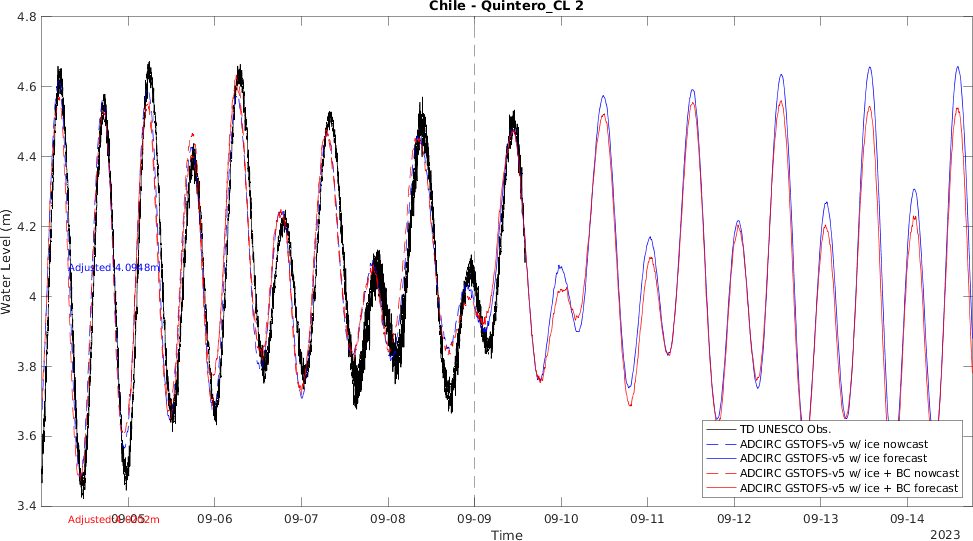 Chile - Quintero_CL 2
4.8
4.6
4.4
4.2
4
3.8
3.6
3.4
Water Level (m)
Adjusted 4.0948m
TD UNESCO Obs.
ADCIRC GSTOFS-v5 w/ ice nowcast
ADCIRC GSTOFS-v5 w/ ice forecast
ADCIRC GSTOFS-v5 w/ ice + BC nowcast
ADCIRC GSTOFS-v5 w/ ice + BC forecast
Adjusted
09-05 09-06 09-07 09-08 09-09 09-10 09-11 09-12 09-13 09-14
Time
2023